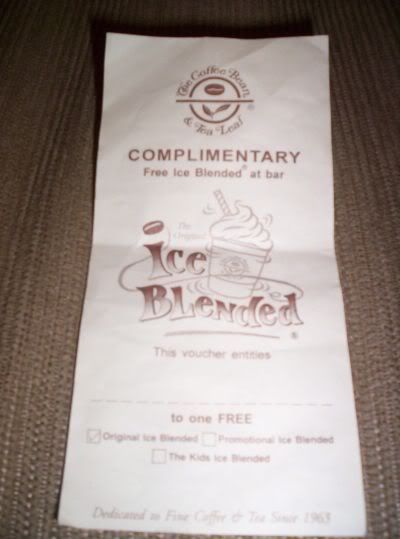 The Coffee Bean
& Tea Leaf ®
COMPLIMENTARY
Free Ice Blended® at bar
The
Original
Ice
Blended ®
This voucher entities
to one FREE
Original Ice Blended Promotional Ice Blended
The Kids Ice Blended
Dedicated to Fine Coffee & Tea Since 1963